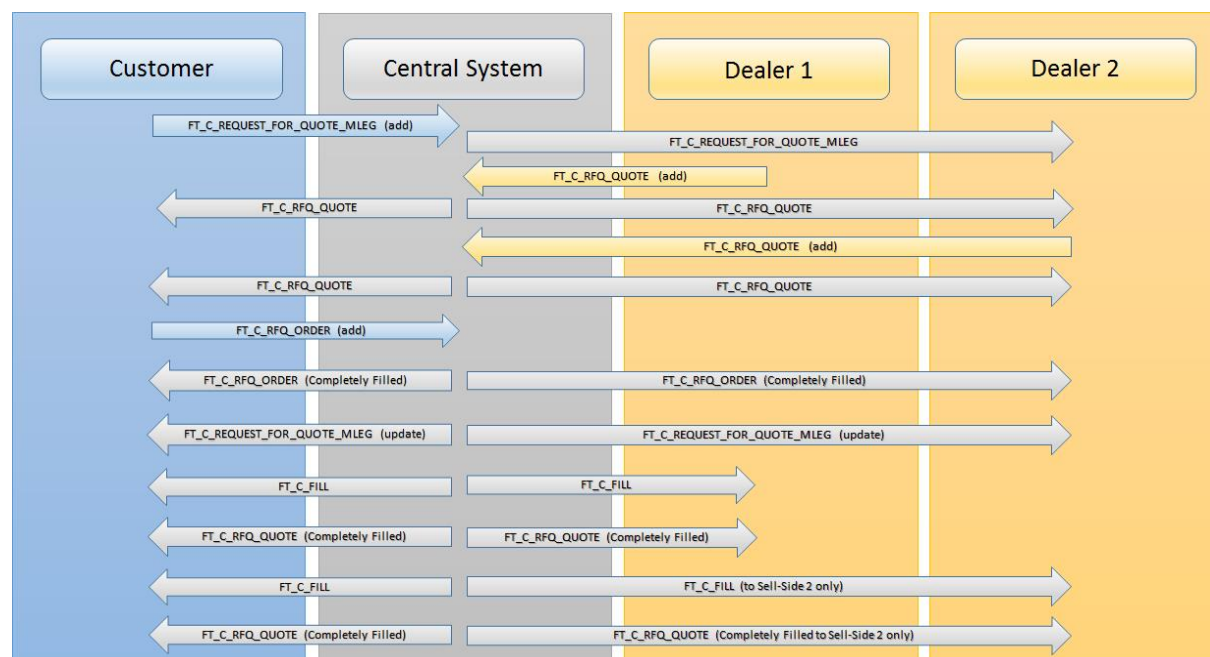 Customer
Central System
Dealer 1
Dealer 2
FT_C_REQUEST_FOR_QUOTE_MLEG (add)
FT_C_REQUEST_FOR_QUOTE_MLEG
FT_C_RFQ_QUOTE (add)
FT_C_RFQ_QUOTE
FT_C_RFQ_QUOTE
FT_C_RFQ_QUOTE (add)
FT_C_RFQ_QUOTE
FT_C_RFQ_QUOTE
FT_C_RFQ_ORDER (add)
FT_C_RFQ_ORDER (Completely Filled)
FT_C_RFQ_ORDER (Completely Filled)
FT_C_REQUEST_FOR_QUOTE_MLEG (update)
FT_C_REQUEST_FOR_QUOTE_MLEG (update)
FT_C_FILL
FT_C_FILL
FT_C_RFQ_QUOTE (Completely Filled)
FT_C_RFQ_QUOTE (Completely Filled)
FT_C_FILL
FT_C_FILL (to Sell-Side 2 only)
FT_C_RFQ_QUOTE (Completely Filled)
FT_C_RFQ_QUOTE (Completely Filled to Sell-Side 2 only)